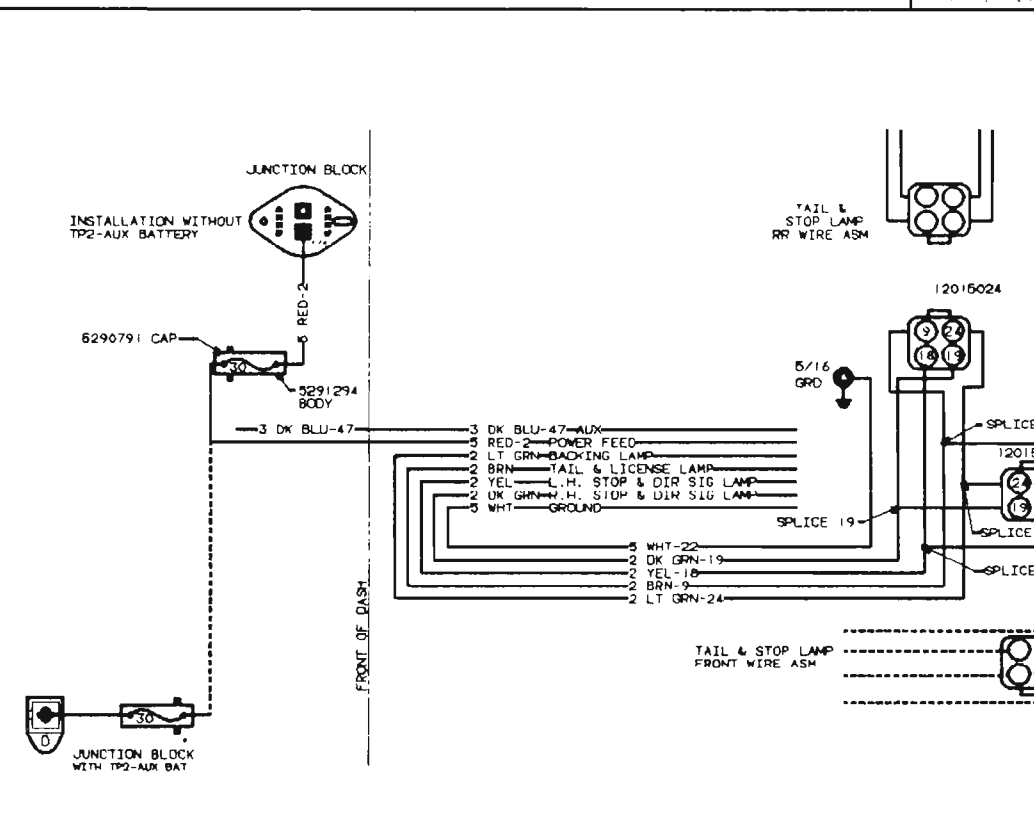 JUNCTION BLOCK
INSTALLATION WITHOUT
TP2-AUX BATTERY
5 RED-2
6290791 CAP
30
5291294
BODY
3 DK BLU-47
3 DK BLU-47 AUX
5 RED-2 POWER FEED
2 LT GRN BACKING LAMP
2 BRN TAIL & LICENSE LAMP
2 YEL L.H. STOP & DIR SIG LAMP
2 DK GRN R.H. STOP & DIR SIG LAMP
5 WHT GROUND
5 WHT-22
2 DK GRN-19
2 YEL-18
2 BRN-9
2 LT GRN-24
FRONT OF DASH
TAIL &
STOP LAMP
RR WIRE ASM
12015024
9 24
18 19
5/16
GRD
SPLICE
1201
24
19
SPLICE 19
SPLICE
SPLICE
TAIL & STOP LAMP
FRONT WIRE ASM
30
D
JUNCTION BLOCK
WITH TP2-AUX BAT